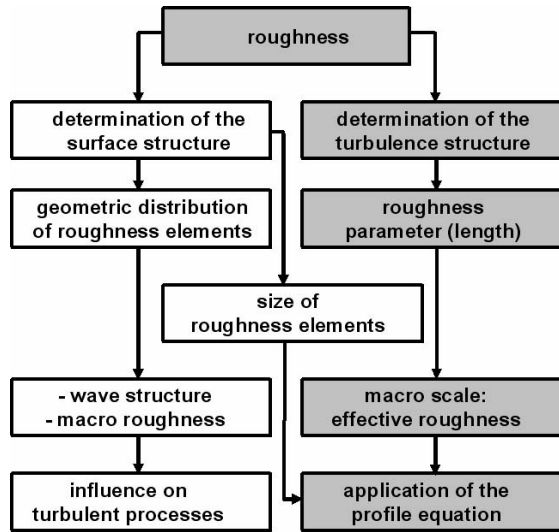 roughness
determination of the
surface structure
determination of the
turbulence structure
geometric distribution
of roughness elements
roughness
parameter (length)
size of
roughness elements
- wave structure
- macro roughness
macro scale:
effective roughness
influence on
turbulent processes
application of the
profile equation